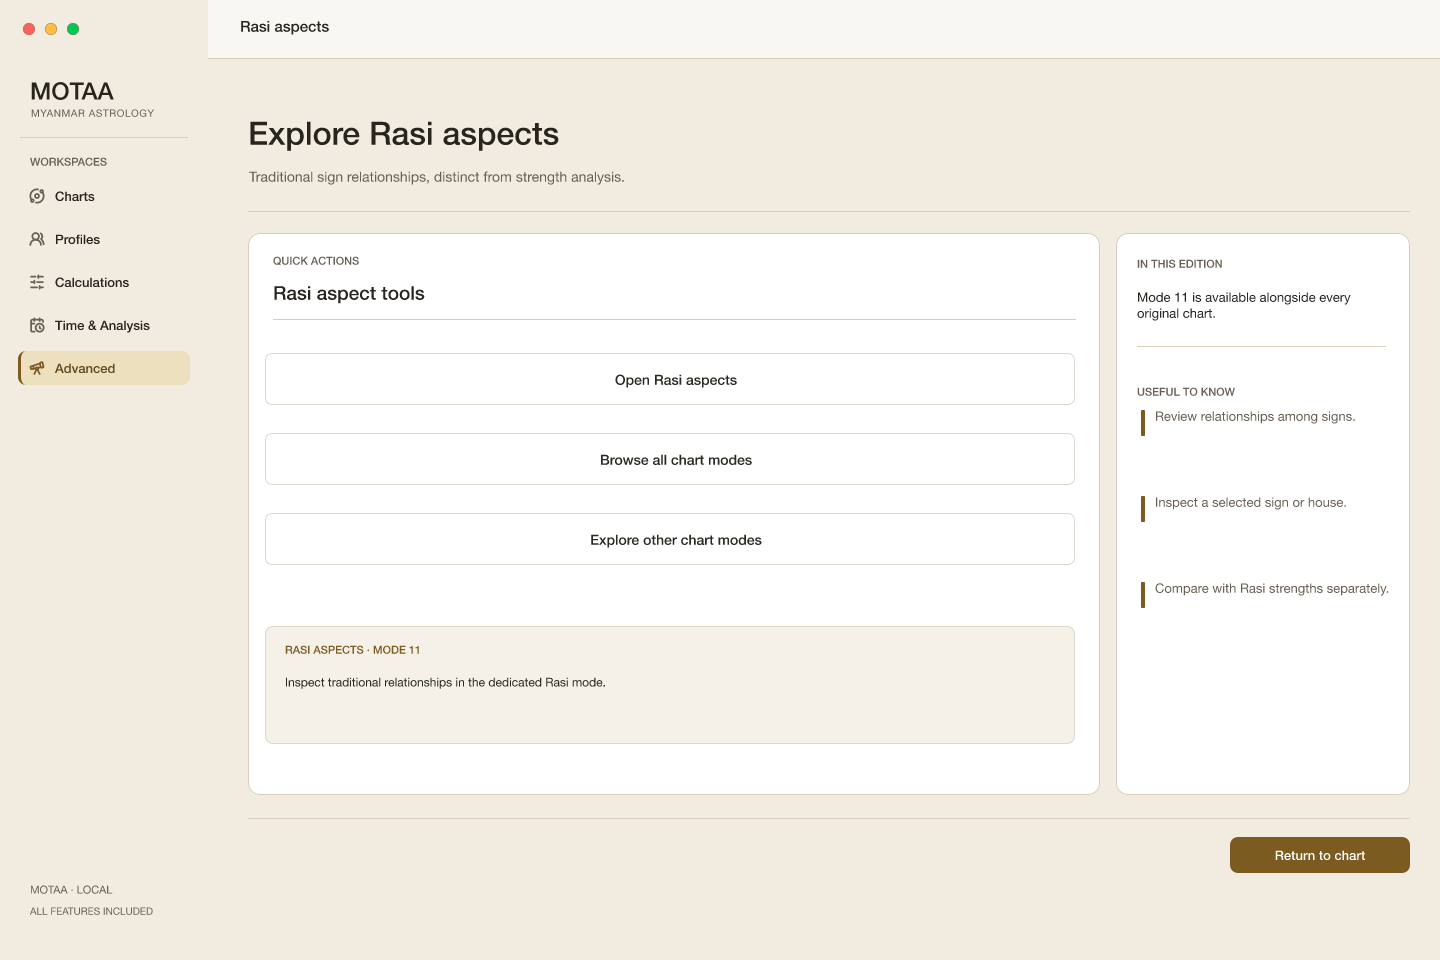 Rasi aspects
MOTAA
MYANMAR ASTROLOGY
WORKSPACES
Charts
Profiles
Calculations
Time & Analysis
Advanced
MOTAA · LOCAL
ALL FEATURES INCLUDED
Explore Rasi aspects
Traditional sign relationships, distinct from strength analysis.
QUICK ACTIONS
Rasi aspect tools
Open Rasi aspects
Browse all chart modes
Explore other chart modes
RASI ASPECTS · MODE 11
Inspect traditional relationships in the dedicated Rasi mode.
IN THIS EDITION
Mode 11 is available alongside every
original chart.
USEFUL TO KNOW
Review relationships among signs.
Inspect a selected sign or house.
Compare with Rasi strengths separately.
Return to chart